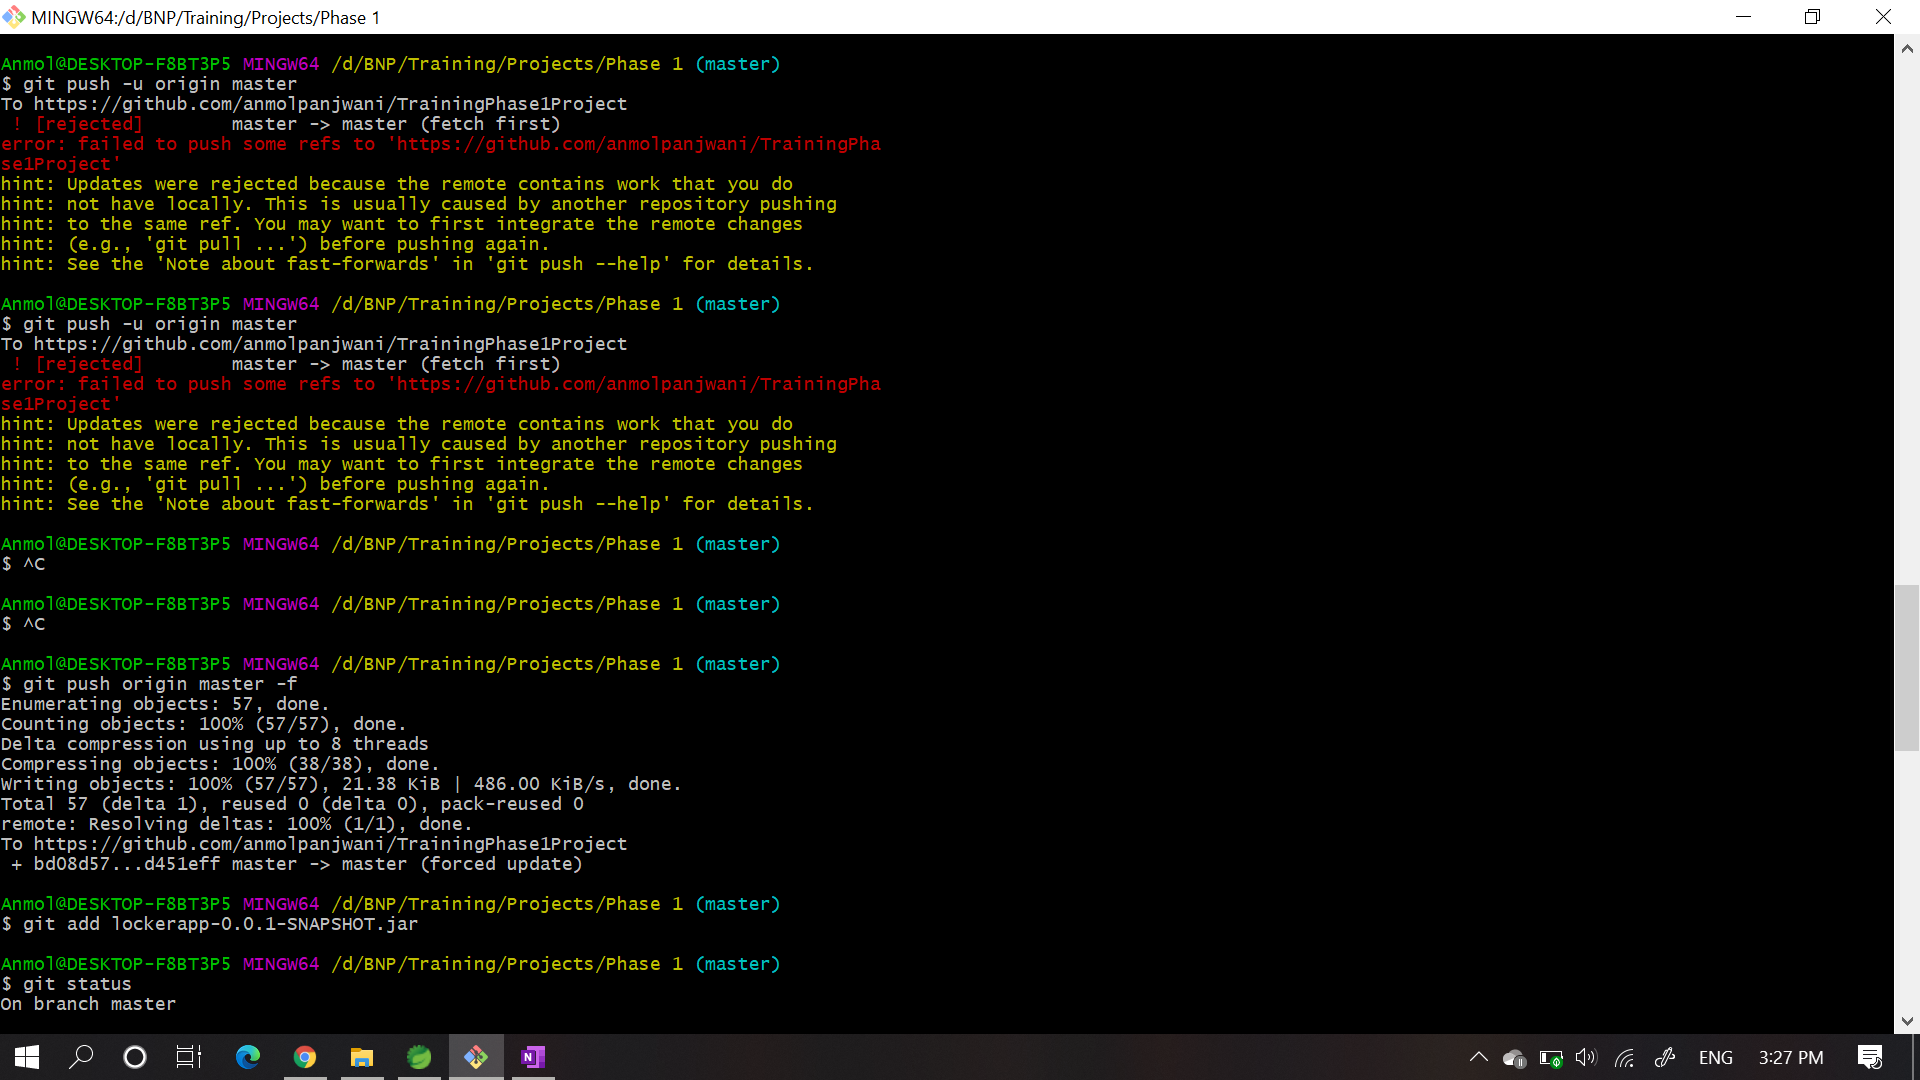 MINGW64:/d/BNP/Training/Projects/Phase 1
Anmol@DESKTOP-F8BT3P5 MINGW64 /d/BNP/Training/Projects/Phase 1 (master)
$ git push -u origin master
To https://github.com/anmolpanjwani/TrainingPhase1Project
 ! [rejected]        master -> master (fetch first)
error: failed to push some refs to 'https://github.com/anmolpanjwani/TrainingPha
se1Project'
hint: Updates were rejected because the remote contains work that you do
hint: not have locally. This is usually caused by another repository pushing
hint: to the same ref. You may want to first integrate the remote changes
hint: (e.g., 'git pull ...') before pushing again.
hint: See the 'Note about fast-forwards' in 'git push --help' for details.
Anmol@DESKTOP-F8BT3P5 MINGW64 /d/BNP/Training/Projects/Phase 1 (master)
$ git push -u origin master
To https://github.com/anmolpanjwani/TrainingPhase1Project
 ! [rejected]        master -> master (fetch first)
error: failed to push some refs to 'https://github.com/anmolpanjwani/TrainingPha
se1Project'
hint: Updates were rejected because the remote contains work that you do
hint: not have locally. This is usually caused by another repository pushing
hint: to the same ref. You may want to first integrate the remote changes
hint: (e.g., 'git pull ...') before pushing again.
hint: See the 'Note about fast-forwards' in 'git push --help' for details.
Anmol@DESKTOP-F8BT3P5 MINGW64 /d/BNP/Training/Projects/Phase 1 (master)
$ ^C
Anmol@DESKTOP-F8BT3P5 MINGW64 /d/BNP/Training/Projects/Phase 1 (master)
$ ^C
Anmol@DESKTOP-F8BT3P5 MINGW64 /d/BNP/Training/Projects/Phase 1 (master)
$ git push origin master -f
Enumerating objects: 57, done.
Counting objects: 100% (57/57), done.
Delta compression using up to 8 threads
Compressing objects: 100% (38/38), done.
Writing objects: 100% (57/57), 21.38 KiB | 486.00 KiB/s, done.
Total 57 (delta 1), reused 0 (delta 0), pack-reused 0
remote: Resolving deltas: 100% (1/1), done.
To https://github.com/anmolpanjwani/TrainingPhase1Project
 + bd08d57...d451eff master -> master (forced update)
Anmol@DESKTOP-F8BT3P5 MINGW64 /d/BNP/Training/Projects/Phase 1 (master)
$ git add lockerapp-0.0.1-SNAPSHOT.jar
Anmol@DESKTOP-F8BT3P5 MINGW64 /d/BNP/Training/Projects/Phase 1 (master)
$ git status
On branch master
N
ENG
3:27 PM